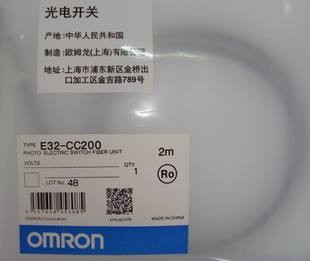 光电开关
产地: 中华人民共和国
制造: 欧姆龙(上海)有限公司
地址: 上海市浦东新区金桥出
口加工区金吉路789号
TYPE E32-CC200
PHOTO ELECTRIC SWITCH FIBER UNIT
2m
VOLTS.
QTY.
1
LOT No. 4B
Ro
OMRON Corporation
MADE IN CHINA
OMRON